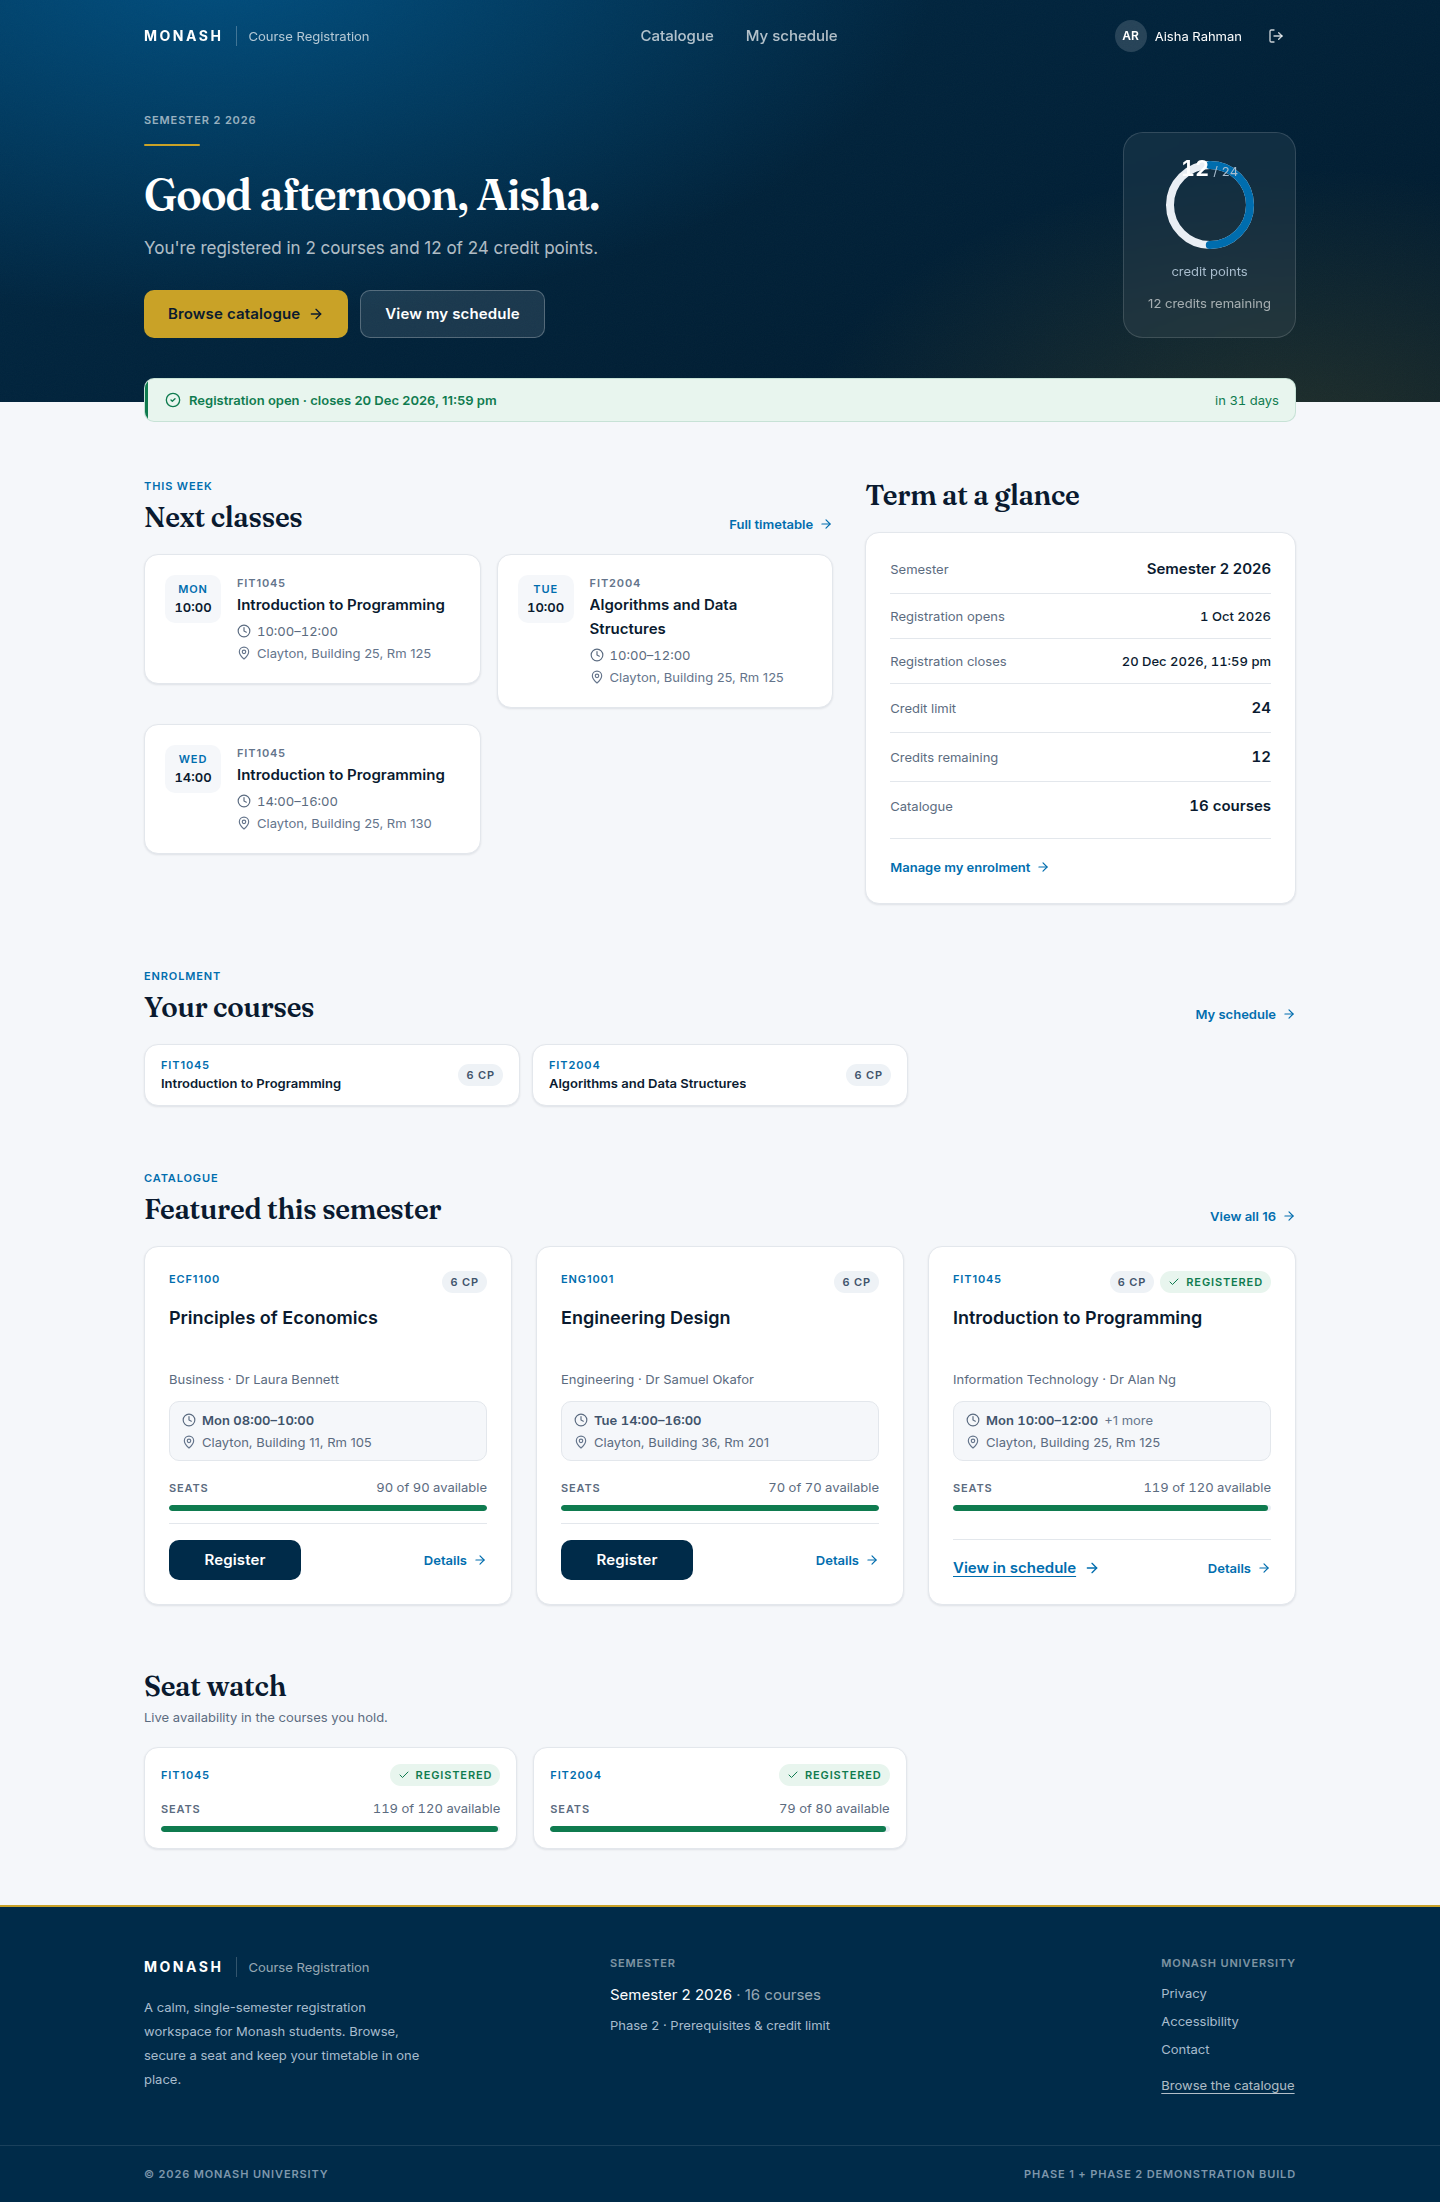 MONASH Course Registration
Catalogue My schedule
AR Aisha Rahman
SEMESTER 2 2026
Good afternoon, Aisha.
You're registered in 2 courses and 12 of 24 credit points.
Browse catalogue
View my schedule
12 / 24
credit points
12 credits remaining
Registration open · closes 20 Dec 2026, 11:59 pm
in 31 days
THIS WEEK
Next classes
Full timetable
MON
10:00
FIT1045
Introduction to Programming
10:00–12:00
Clayton, Building 25, Rm 125
TUE
10:00
FIT2004
Algorithms and Data
Structures
10:00–12:00
Clayton, Building 25, Rm 125
WED
14:00
FIT1045
Introduction to Programming
14:00–16:00
Clayton, Building 25, Rm 130
Term at a glance
Semester Semester 2 2026
Registration opens 1 Oct 2026
Registration closes 20 Dec 2026, 11:59 pm
Credit limit 24
Credits remaining 12
Catalogue 16 courses
Manage my enrolment
ENROLMENT
Your courses
My schedule
FIT1045
Introduction to Programming
6 CP
FIT2004
Algorithms and Data Structures
6 CP
CATALOGUE
Featured this semester
View all 16
ECF1100 6 CP
Principles of Economics
Business · Dr Laura Bennett
Mon 08:00–10:00
Clayton, Building 11, Rm 105
SEATS 90 of 90 available
Register
Details
ENG1001 6 CP
Engineering Design
Engineering · Dr Samuel Okafor
Tue 14:00–16:00
Clayton, Building 36, Rm 201
SEATS 70 of 70 available
Register
Details
FIT1045 6 CP REGISTERED
Introduction to Programming
Information Technology · Dr Alan Ng
Mon 10:00–12:00 +1 more
Clayton, Building 25, Rm 125
SEATS 119 of 120 available
View in schedule
Details
Seat watch
Live availability in the courses you hold.
FIT1045 REGISTERED
SEATS 119 of 120 available
FIT2004 REGISTERED
SEATS 79 of 80 available
MONASH Course Registration
A calm, single-semester registration
workspace for Monash students. Browse,
secure a seat and keep your timetable in one
place.
SEMESTER
Semester 2 2026 · 16 courses
Phase 2 · Prerequisites & credit limit
MONASH UNIVERSITY
Privacy
Accessibility
Contact
Browse the catalogue
© 2026 MONASH UNIVERSITY
PHASE 1 + PHASE 2 DEMONSTRATION BUILD